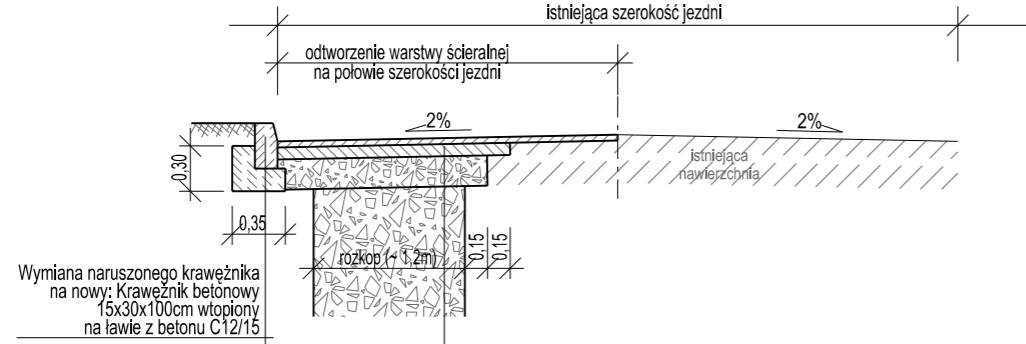 istniejąca szerokość jezdni
odtworzenie warstwy ścieralnej
na połowie szerokości jezdni
2%
2%
istniejąca
nawierzchnia
0,30
0,35
rozkop (~ 1,2m)
0,15
0,15
Wymiana naruszonego krawężnika
na nowy: Krawężnik betonowy
15x30x100cm wtopiony
na ławie z betonu C12/15